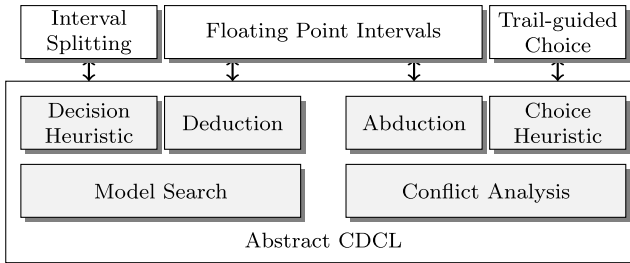 Interval
Splitting
Floating Point Intervals
Trail-guided
Choice
Decision
Heuristic
Deduction
Abduction
Choice
Heuristic
Model Search
Conflict Analysis
Abstract CDCL